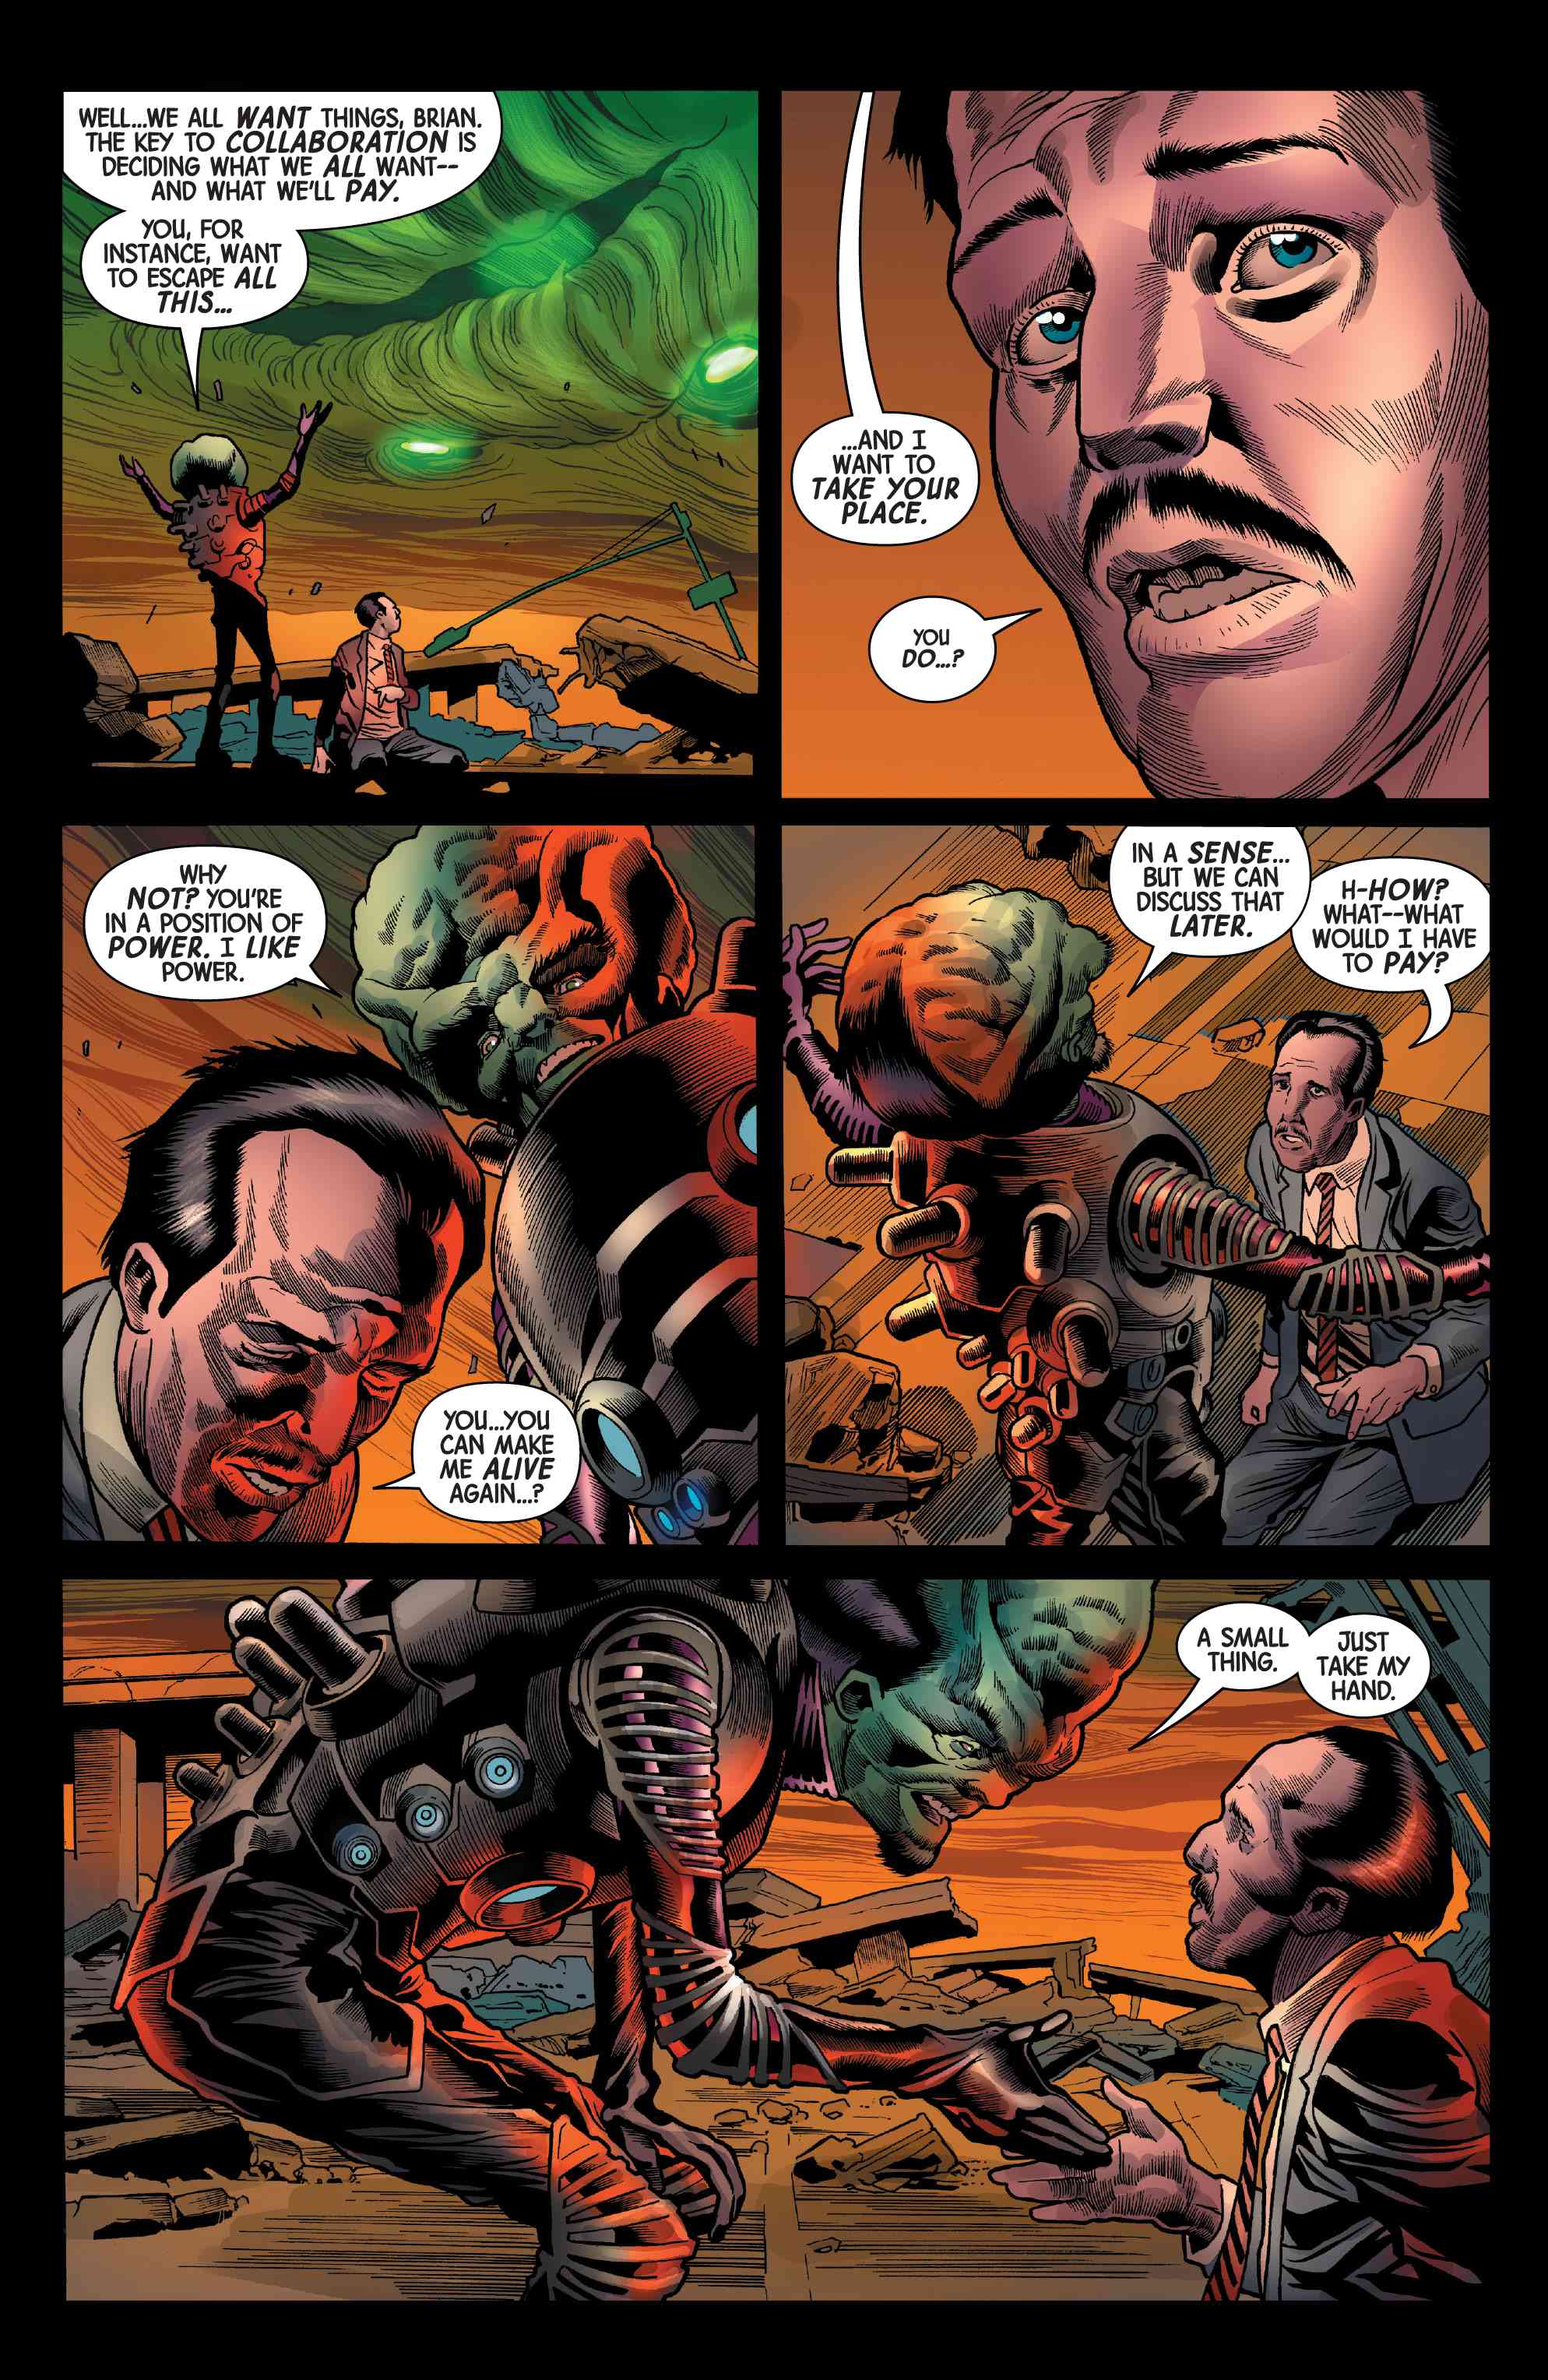 WELL...WE ALL WANT THINGS, BRIAN.
THE KEY TO COLLABORATION IS
DECIDING WHAT WE ALL WANT--
AND WHAT WE'LL PAY.
YOU, FOR
INSTANCE, WANT
TO ESCAPE ALL
THIS...
...AND I
WANT TO
TAKE YOUR
PLACE.
YOU
DO...?
WHY
NOT? YOU'RE
IN A POSITION OF
POWER. I LIKE
POWER.
YOU...YOU
CAN MAKE
ME ALIVE
AGAIN...?
IN A SENSE...
BUT WE CAN
DISCUSS THAT
LATER.
H-HOW?
WHAT--WHAT
WOULD I HAVE
TO PAY?
A SMALL
THING.
JUST
TAKE MY
HAND.